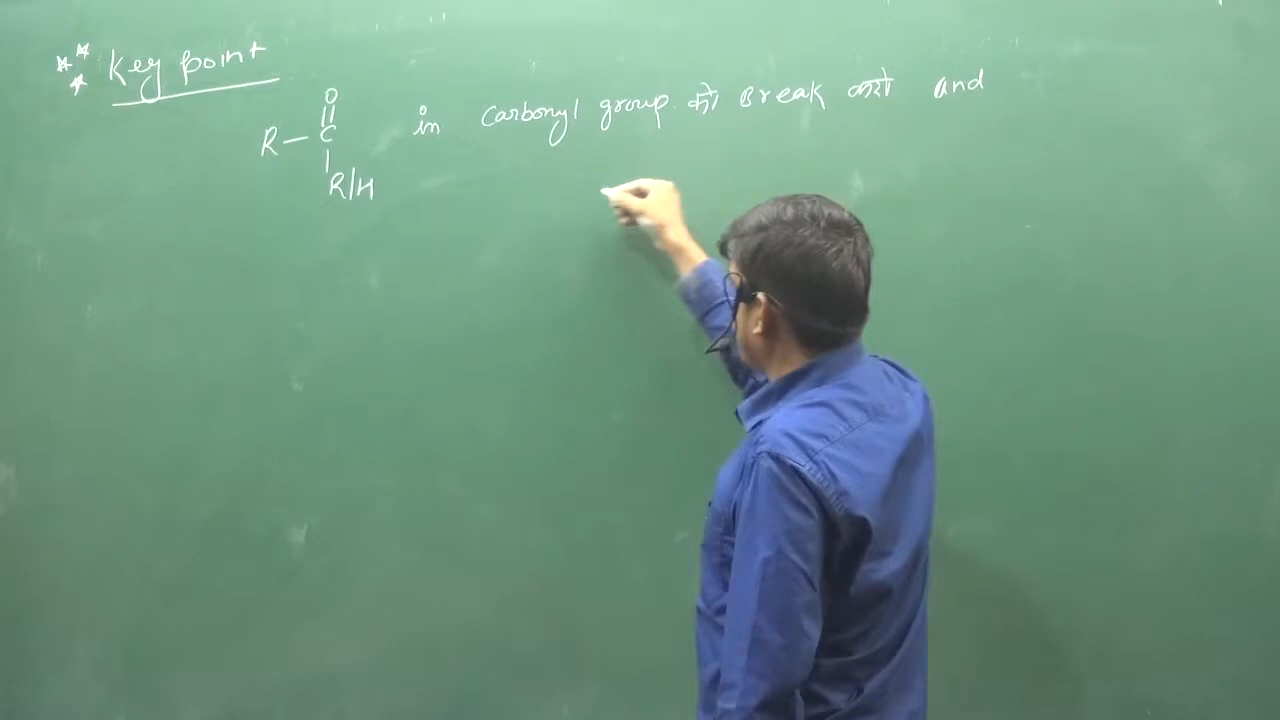 Key point
O
||
R—C in carbonyl group को Break करो and
|
R/H